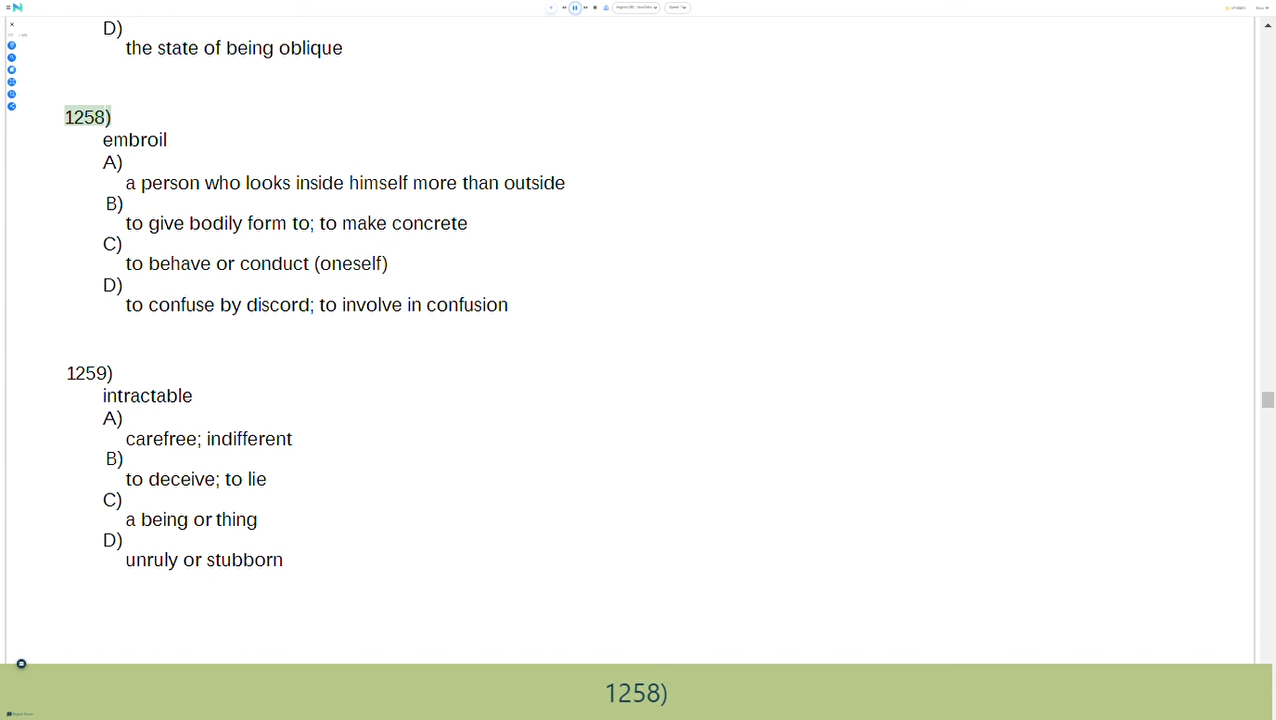 D)
the state of being oblique
1258)
embroil
A)
a person who looks inside himself more than outside
B)
to give bodily form to; to make concrete
C)
to behave or conduct (oneself)
D)
to confuse by discord; to involve in confusion
1259)
intractable
A)
carefree; indifferent
B)
to deceive; to lie
C)
a being or thing
D)
unruly or stubborn
1258)